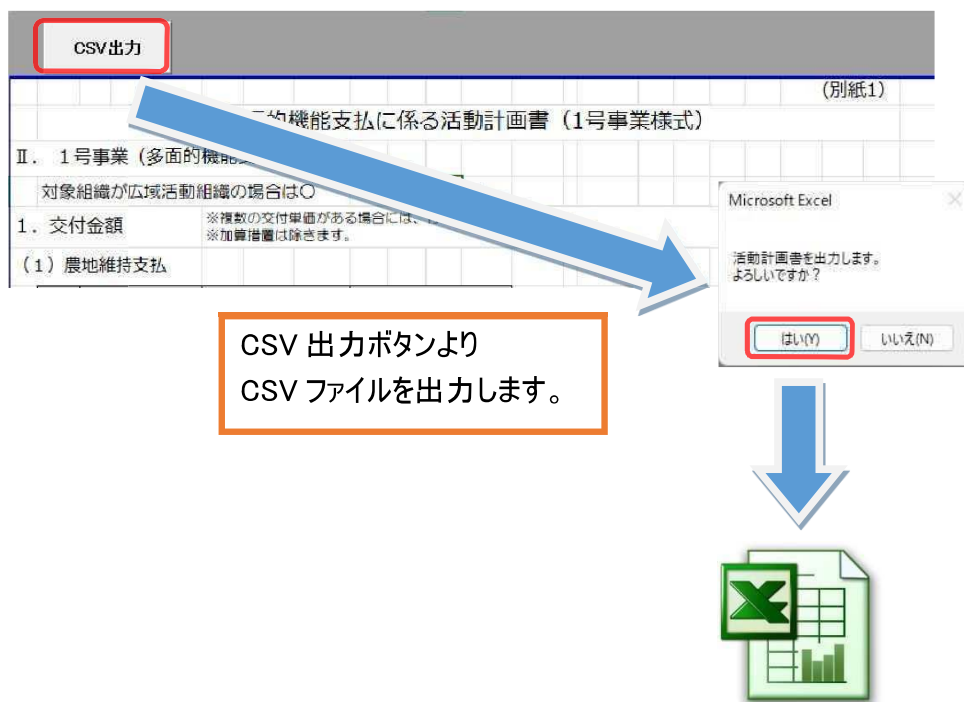 CSV出力
(別紙1)
的機能支払に係る活動計画書（1号事業様式）
Ⅱ． 1号事業（多面的機能
対象組織が広域活動組織の場合は〇
1．交付金額
※複数の交付単価がある場合には、
※加算措置は除きます。
（1）農地維持支払
Microsoft Excel
活動計画書を出力します。
よろしいですか？
はい(Y)
いいえ(N)
CSV 出力ボタンより
CSV ファイルを出力します。